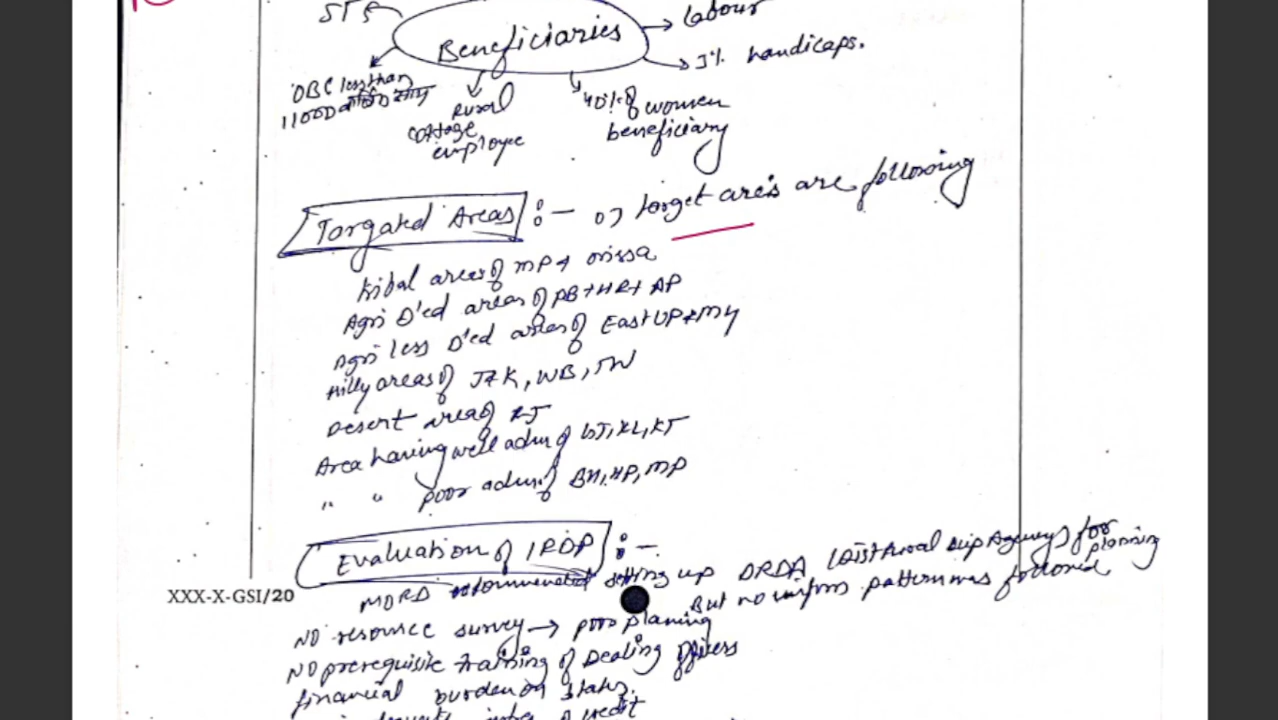 STs
Labour
Beneficiaries
3% handicaps.
OBC less than
11000
Rural
cottage
employee
40% of women
beneficiary
Targated Areas :- target areas are following
tribal areas of MP & Orissa
Agri D'ed areas of PB+HR+AP
Agri less D'ed areas of East UP+MH
Hilly areas of J&K, WB, TN
Desert area of RJ
Area having well adm of GJ, KL, KT
" " poor adm of BH, HP, MP
Evaluation of IRDP :-
MORD recommended setting up DRDA (Dist Rural Agency) for planning
But no uniform pattern was followed
XXX-X-GSI/20
NO resource survey → poor planing
NO prerequisite training of Dealing officers
financial burden on states.
of credit